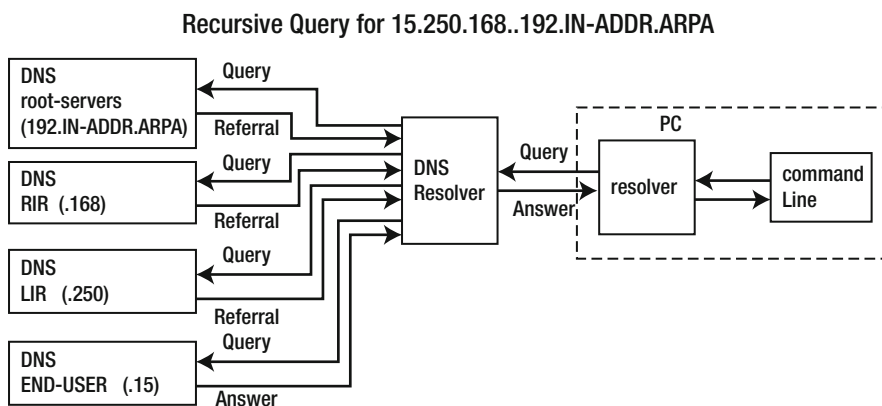 Recursive Query for 15.250.168..192.IN-ADDR.ARPA
DNS
root-servers
(192.IN-ADDR.ARPA)
Query
Referral
DNS
RIR (.168)
Query
Referral
DNS
LIR (.250)
Query
Referral
DNS
END-USER (.15)
Query
Answer
DNS
Resolver
Query
Answer
PC
resolver
command
Line